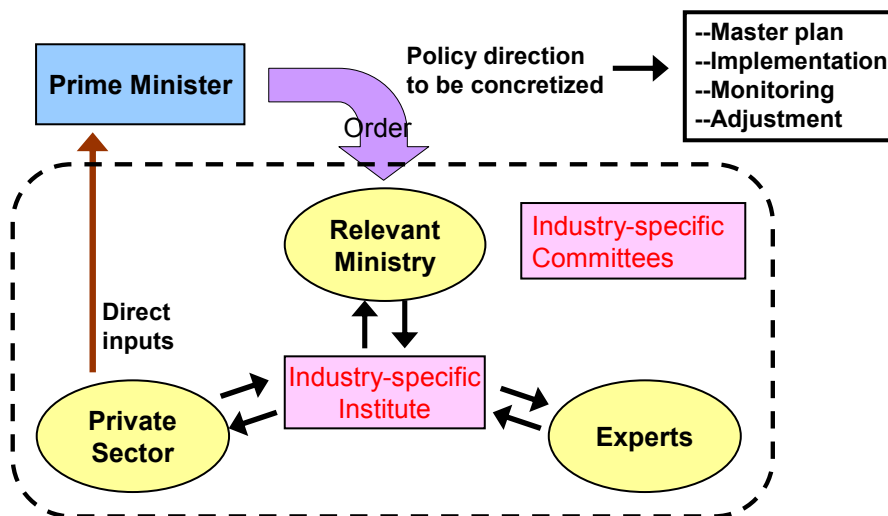 Prime Minister
Order
Policy direction
to be concretized
--Master plan
--Implementation
--Monitoring
--Adjustment
Relevant
Ministry
Industry-specific
Committees
Direct
inputs
Industry-specific
Institute
Private
Sector
Experts